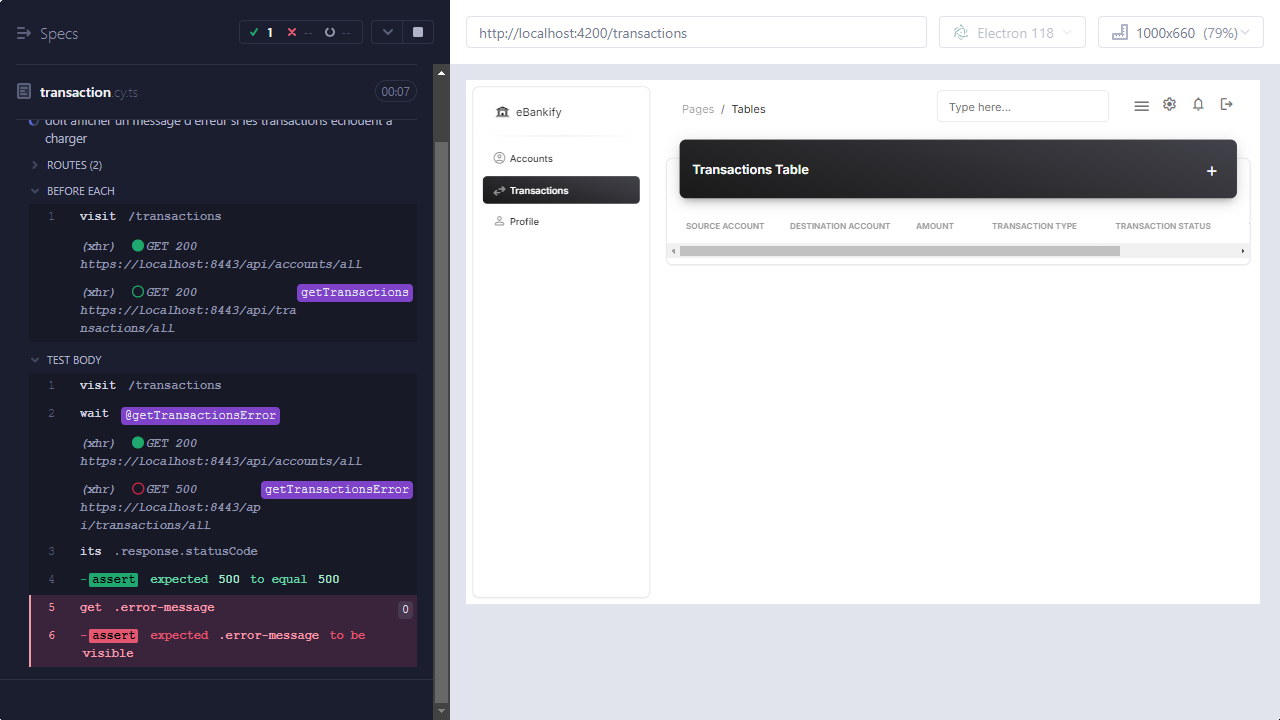 Specs
1
--
--
transaction.cy.ts
00:07
doit afficher un message d'erreur si les transactions échouent à
charger
ROUTES (2)
BEFORE EACH
1 visit /transactions
(xhr) GET 200
https://localhost:8443/api/accounts/all
(xhr) GET 200 getTransactions
https://localhost:8443/api/tra
nsactions/all
TEST BODY
1 visit /transactions
2 wait @getTransactionsError
(xhr) GET 200
https://localhost:8443/api/accounts/all
(xhr) GET 500 getTransactionsError
https://localhost:8443/ap
i/transactions/all
3 its .response.statusCode
4 -assert expected 500 to equal 500
5 get .error-message 0
6 -assert expected .error-message to be
visible
http://localhost:4200/transactions
Electron 118
1000x660 (79%)
eBankify
Accounts
Transactions
Profile
Pages / Tables
Type here...
Transactions Table
+
SOURCE ACCOUNT DESTINATION ACCOUNT AMOUNT TRANSACTION TYPE TRANSACTION STATUS